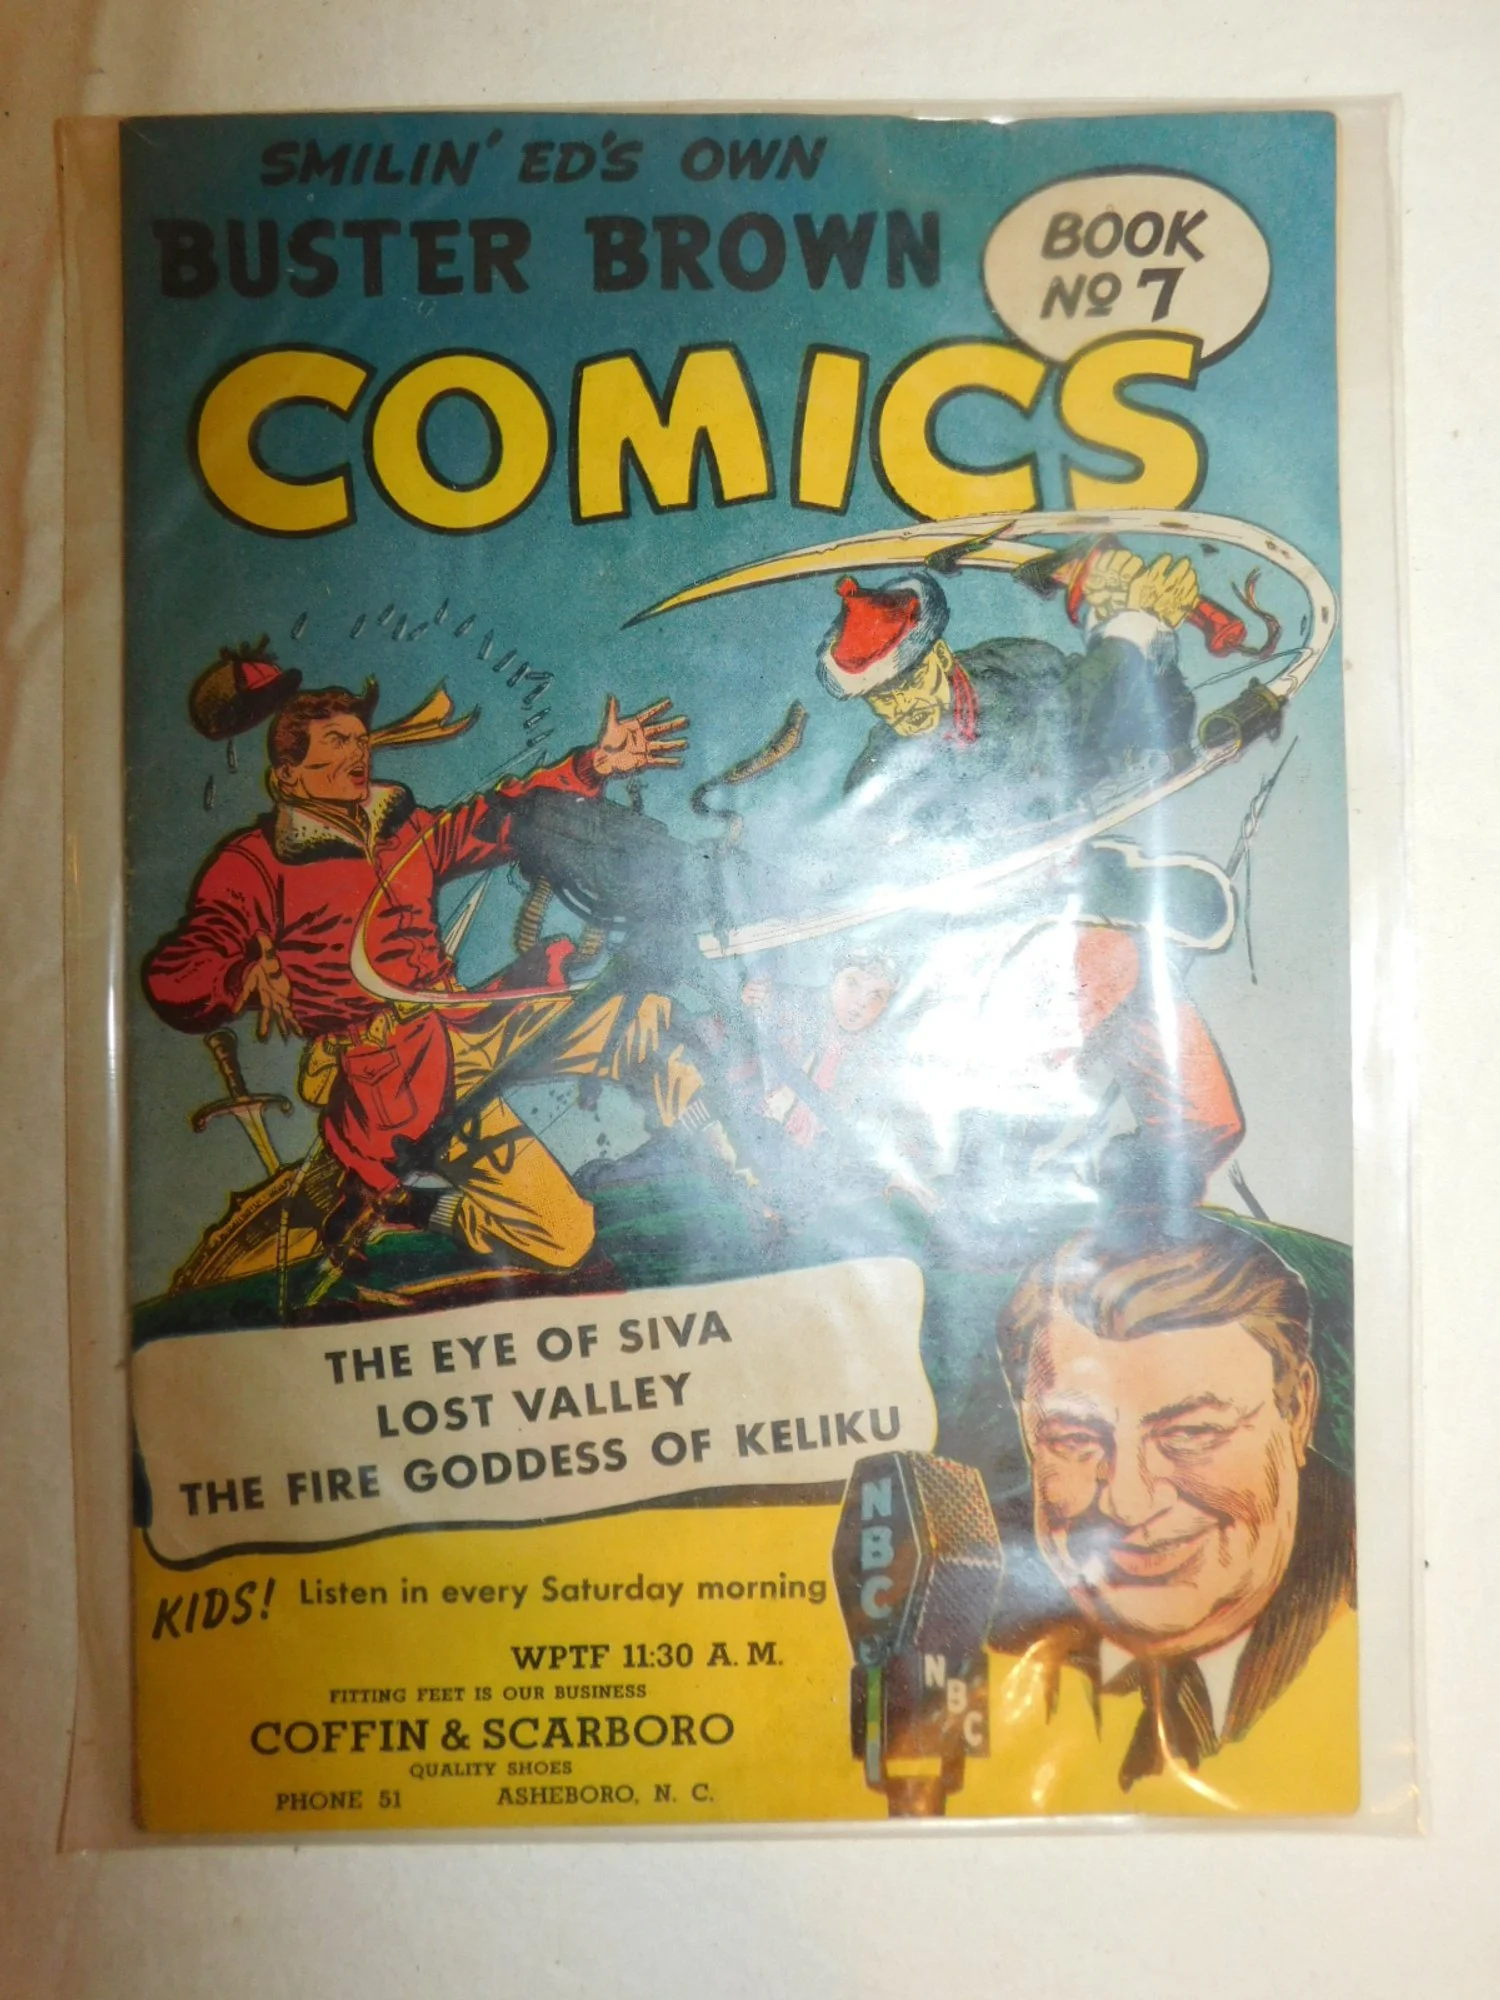 SMILIN' ED'S OWN
BUSTER BROWN
COMICS
BOOK
Nº 7
THE EYE OF SIVA
LOST VALLEY
THE FIRE GODDESS OF KELIKU
KIDS! Listen in every Saturday morning
WPTF 11:30 A. M.
FITTING FEET IS OUR BUSINESS
COFFIN & SCARBORO
QUALITY SHOES
PHONE 51 ASHEBORO, N. C.
NBC
NBC